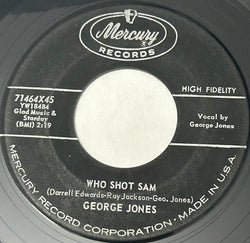 Mercury
RECORDS
71464X45
YW18484
Glad Music &
Starday
(BMI) 2:19
HIGH FIDELITY
Vocal by
George Jones
WHO SHOT SAM
(Darrell Edwards-Ray Jackson-Geo. Jones)
GEORGE JONES
MERCURY RECORD CORPORATION • MADE IN U.S.A.